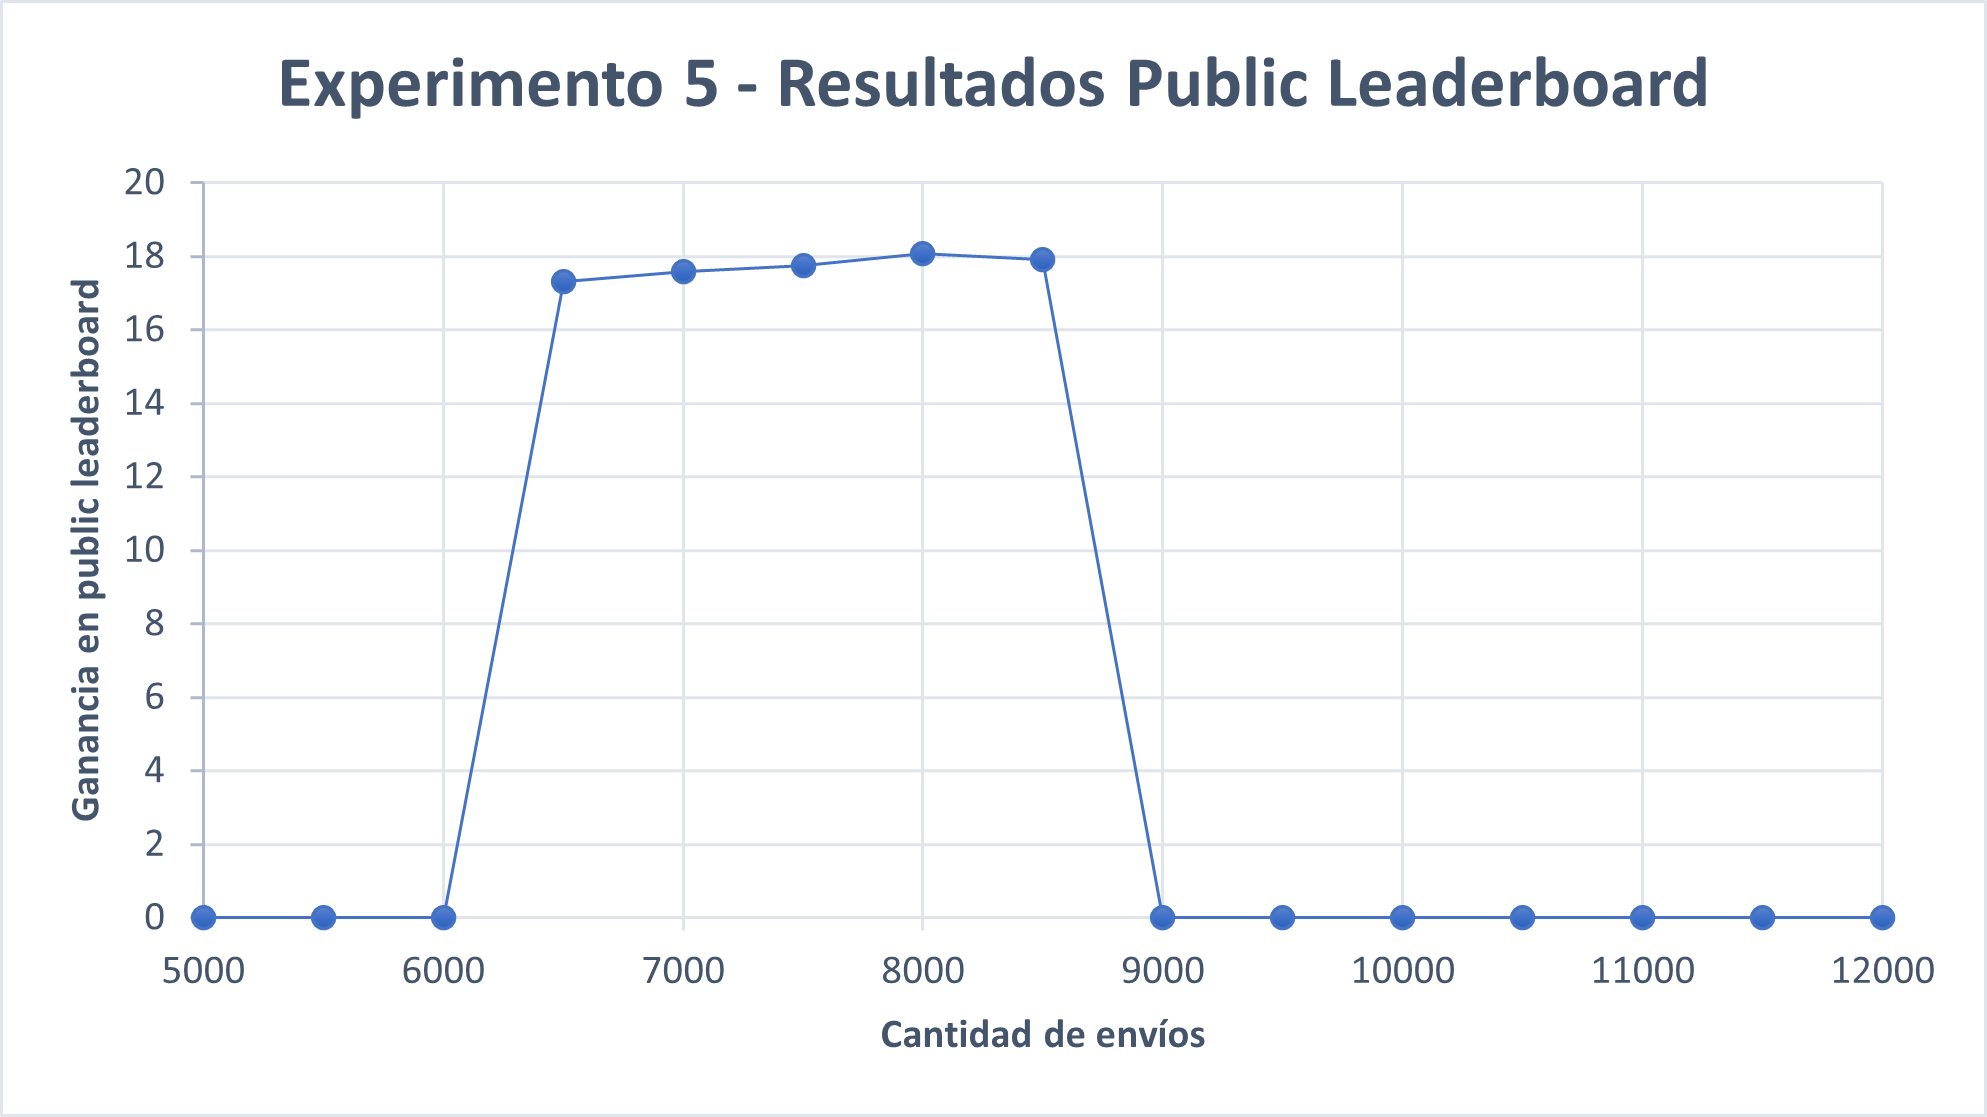 Experimento 5 - Resultados Public Leaderboard
Ganancia en public leaderboard
20
18
16
14
12
10
8
6
4
2
0
5000 6000 7000 8000 9000 10000 11000 12000
Cantidad de envíos